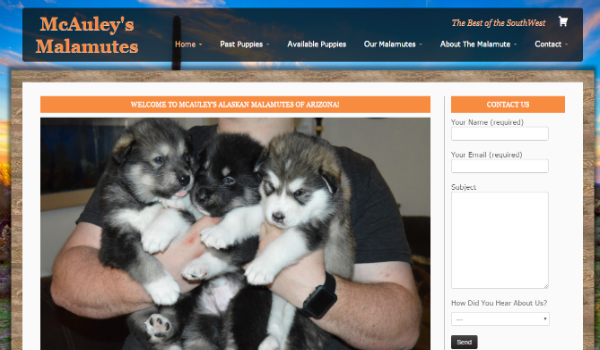 McAuley's
Malamutes
The Best of the SouthWest
Home
Past Puppies
Available Puppies
Our Malamutes
About The Malamute
Contact
WELCOME TO MCAULEY'S ALASKAN MALAMUTES OF ARIZONA!
CONTACT US
Your Name (required)
Your Email (required)
Subject
How Did You Hear About Us?
---
Send